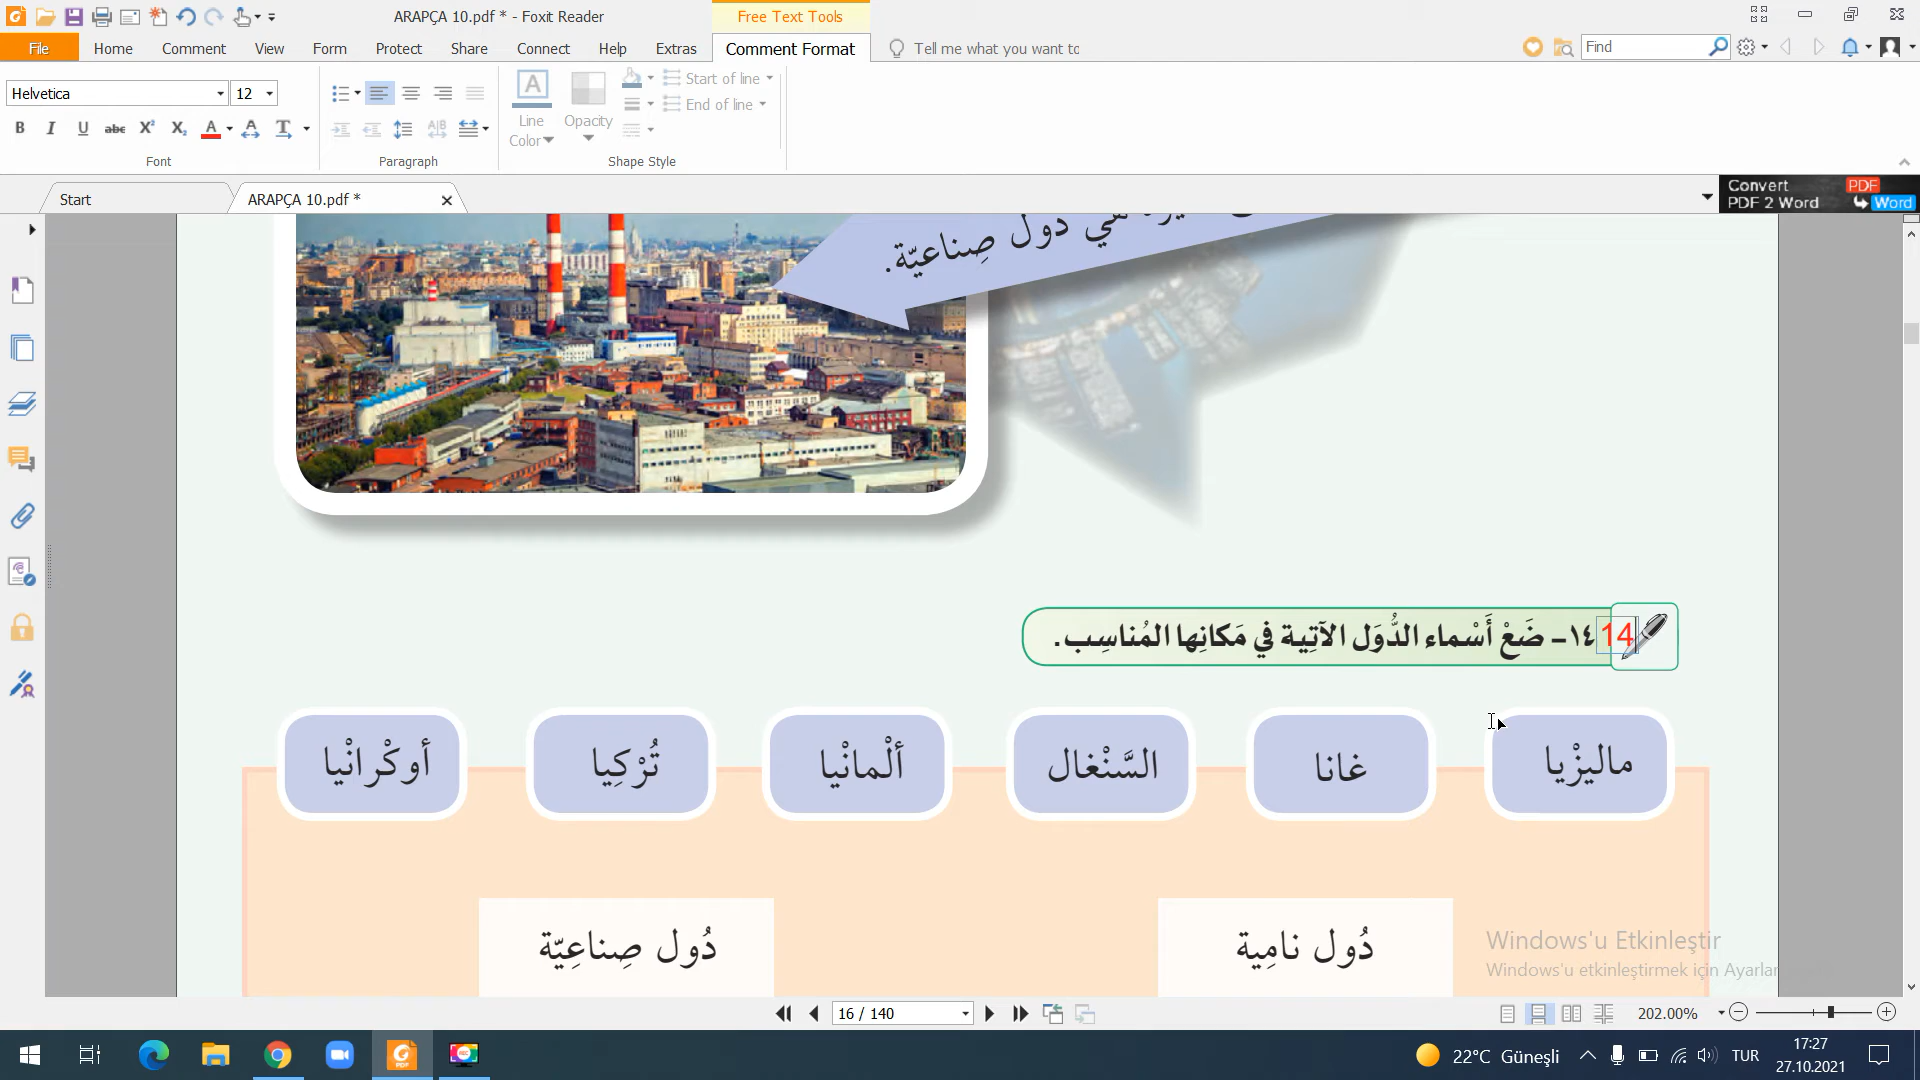 ARAPÇA 10.pdf * - Foxit Reader
Free Text Tools
File Home Comment View Form Protect Share Connect Help Extras Comment Format Tell me what you want to
Find
Helvetica 12
Line Color
Opacity
Start of line
End of line
Font Paragraph Shape Style
Start
ARAPÇA 10.pdf *
Convert PDF
PDF 2 Word Word
في دول صِناعيّة.
14
١٤- ضَعْ أَسْماء الدُّوَل الآتِية في مَكانِها المُناسِب.
ماليزْيا
غانا
السَّنْغال
ألْمانْيا
تُرْكِيا
أوكْرانْيا
دُول نامِية
دُول صِناعِيّة
Windows'u Etkinleştir
Windows'u etkinleştirmek için Ayarlar
16 / 140
202.00%
22°C Güneşli
TUR
17:27
27.10.2021